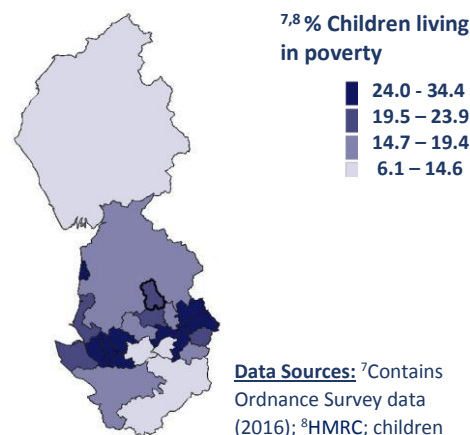 7,8 % Children living
in poverty
24.0 - 34.4
19.5 – 23.9
14.7 – 19.4
6.1 – 14.6
Data Sources: 7Contains
Ordnance Survey data
(2016); 8HMRC; children